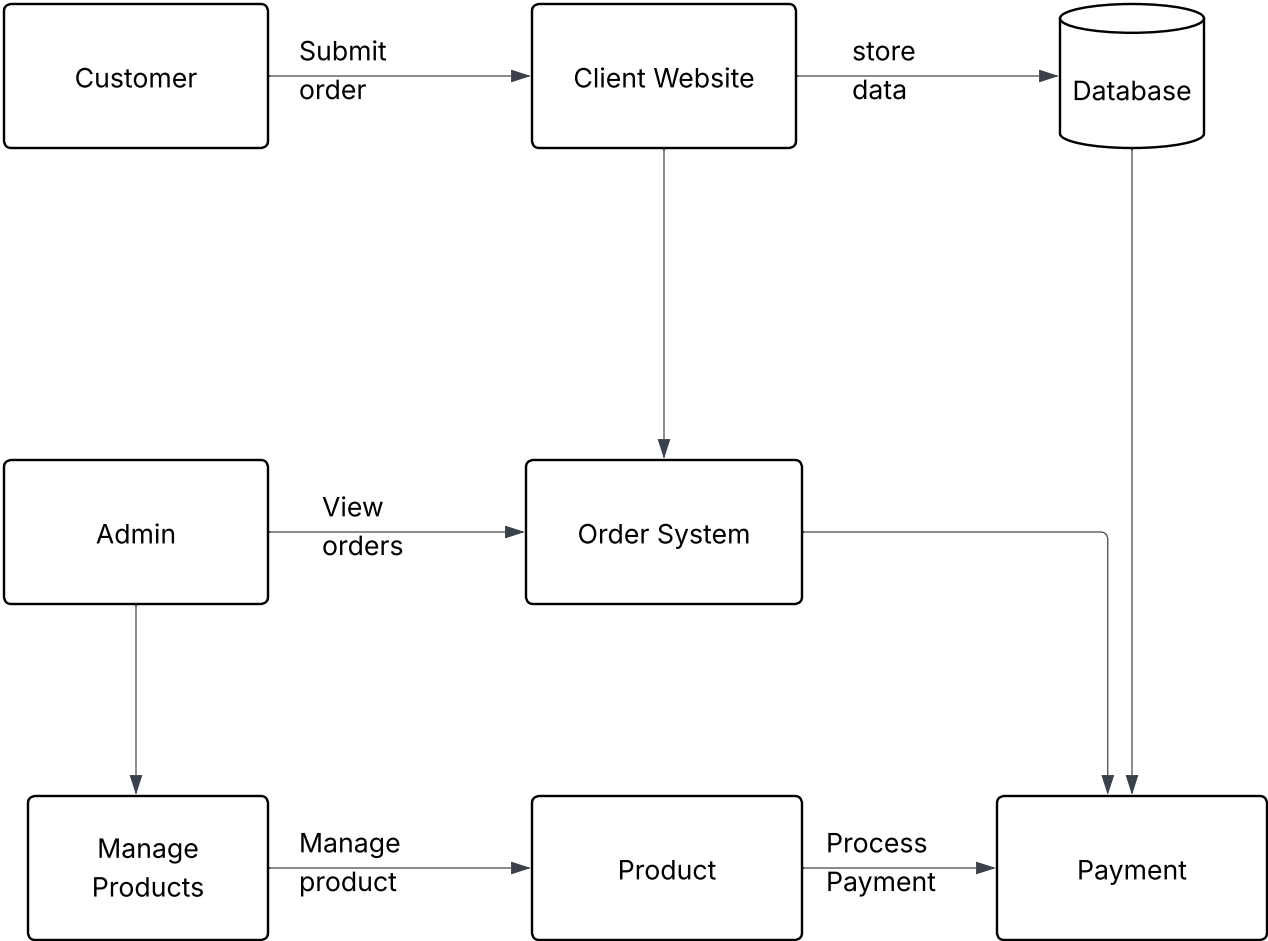 Customer
Submit
order
Client Website
store
data
Database
Admin
View
orders
Order System
Manage
Products
Manage
product
Product
Process
Payment
Payment